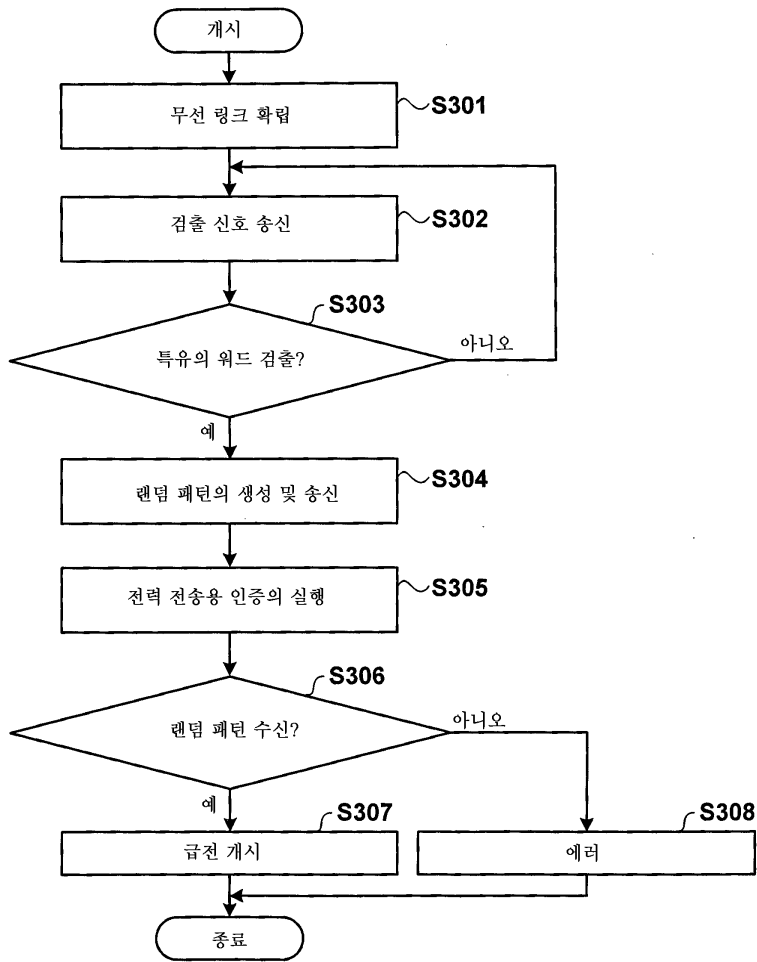 개시
무선 링크 확립
S301
검출 신호 송신
S302
S303
특유의 워드 검출?
아니오
예
랜덤 패턴의 생성 및 송신
S304
전력 전송용 인증의 실행
S305
S306
랜덤 패턴 수신?
아니오
예
S307
급전 개시
S308
에러
종료